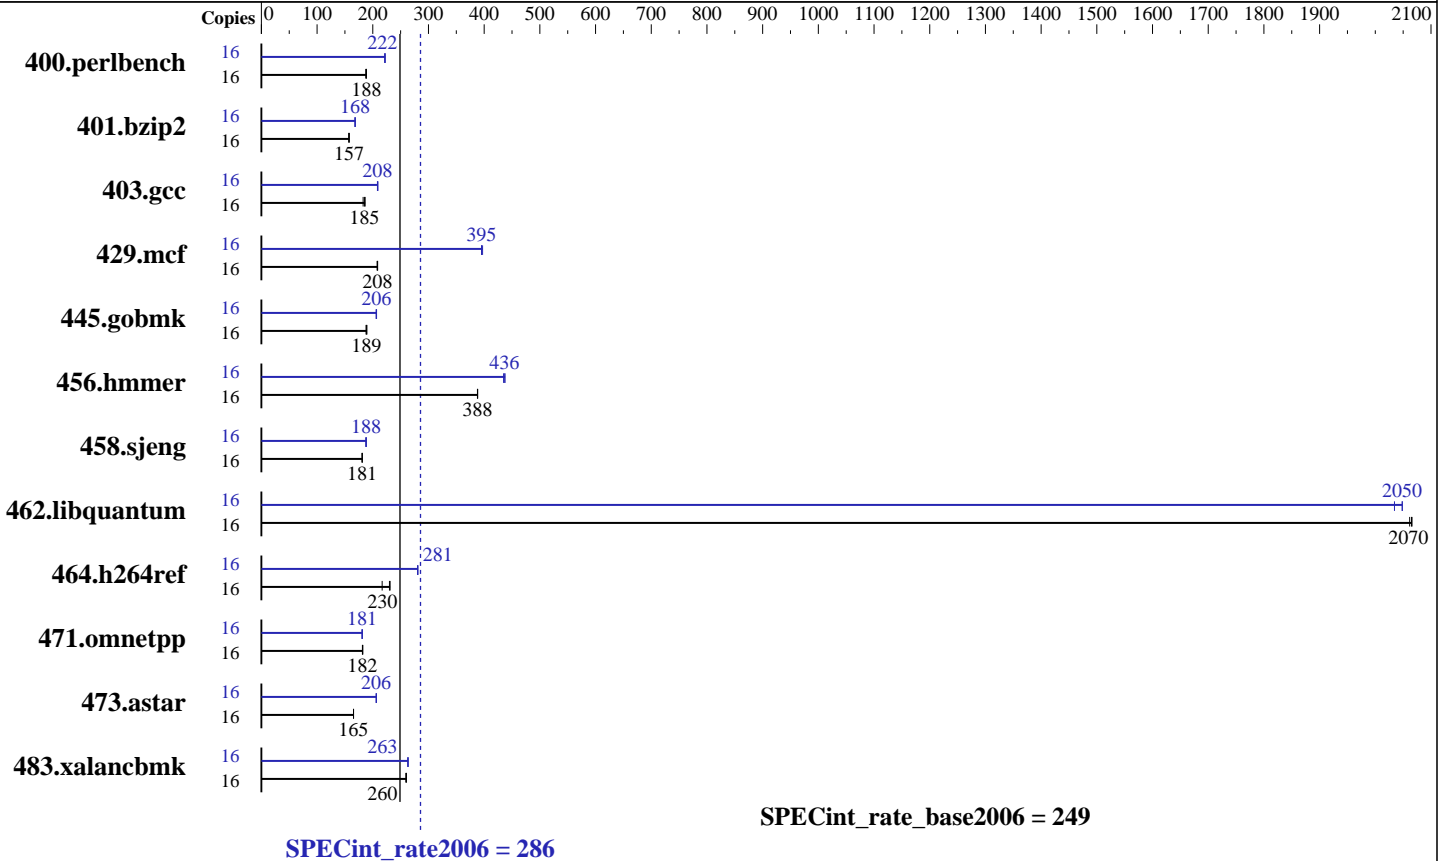 Copies 0 100 200 300 400 500 600 700 800 900 1000 1100 1200 1300 1400 1500 1600 1700 1800 1900 2100
400.perlbench
16 222
16 188
401.bzip2
16 168
16 157
403.gcc
16 208
16 185
429.mcf
16 395
16 208
445.gobmk
16 206
16 189
456.hmmer
16 436
16 388
458.sjeng
16 188
16 181
462.libquantum
16 2050
16 2070
464.h264ref
16 281
16 230
471.omnetpp
16 181
16 182
473.astar
16 206
16 165
483.xalancbmk
16 263
16 260
SPECint_rate_base2006 = 249
SPECint_rate2006 = 286